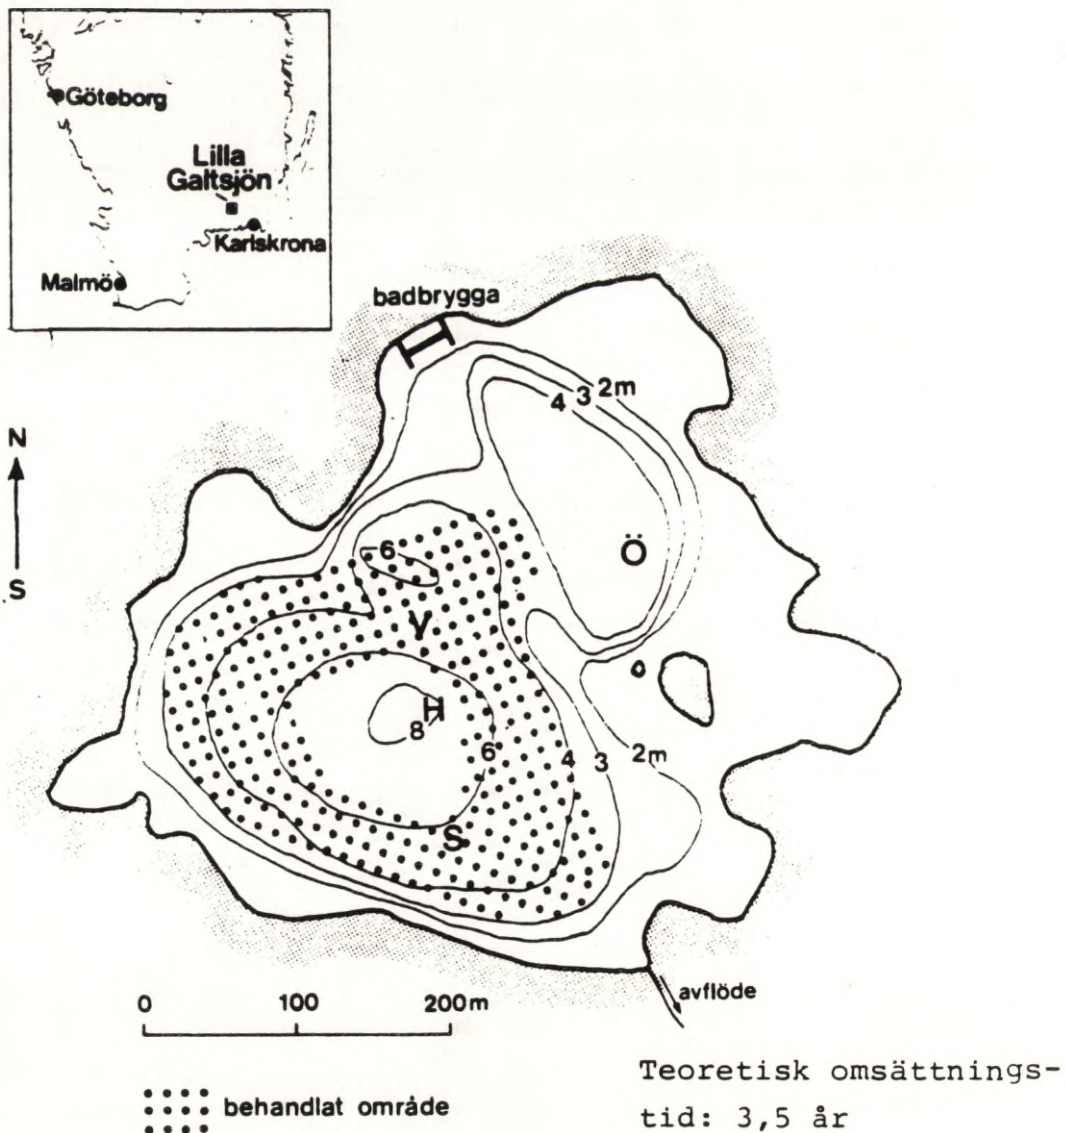 Göteborg
Lilla
Galtsjön
Karlskrona
Malmö
badbrygga
4 3 2m
N
S
6
Ö
V
H
8
6
4
3
2m
S
avflöde
0 100 200m
behandlat område
Teoretisk omsättnings-
tid: 3,5 år